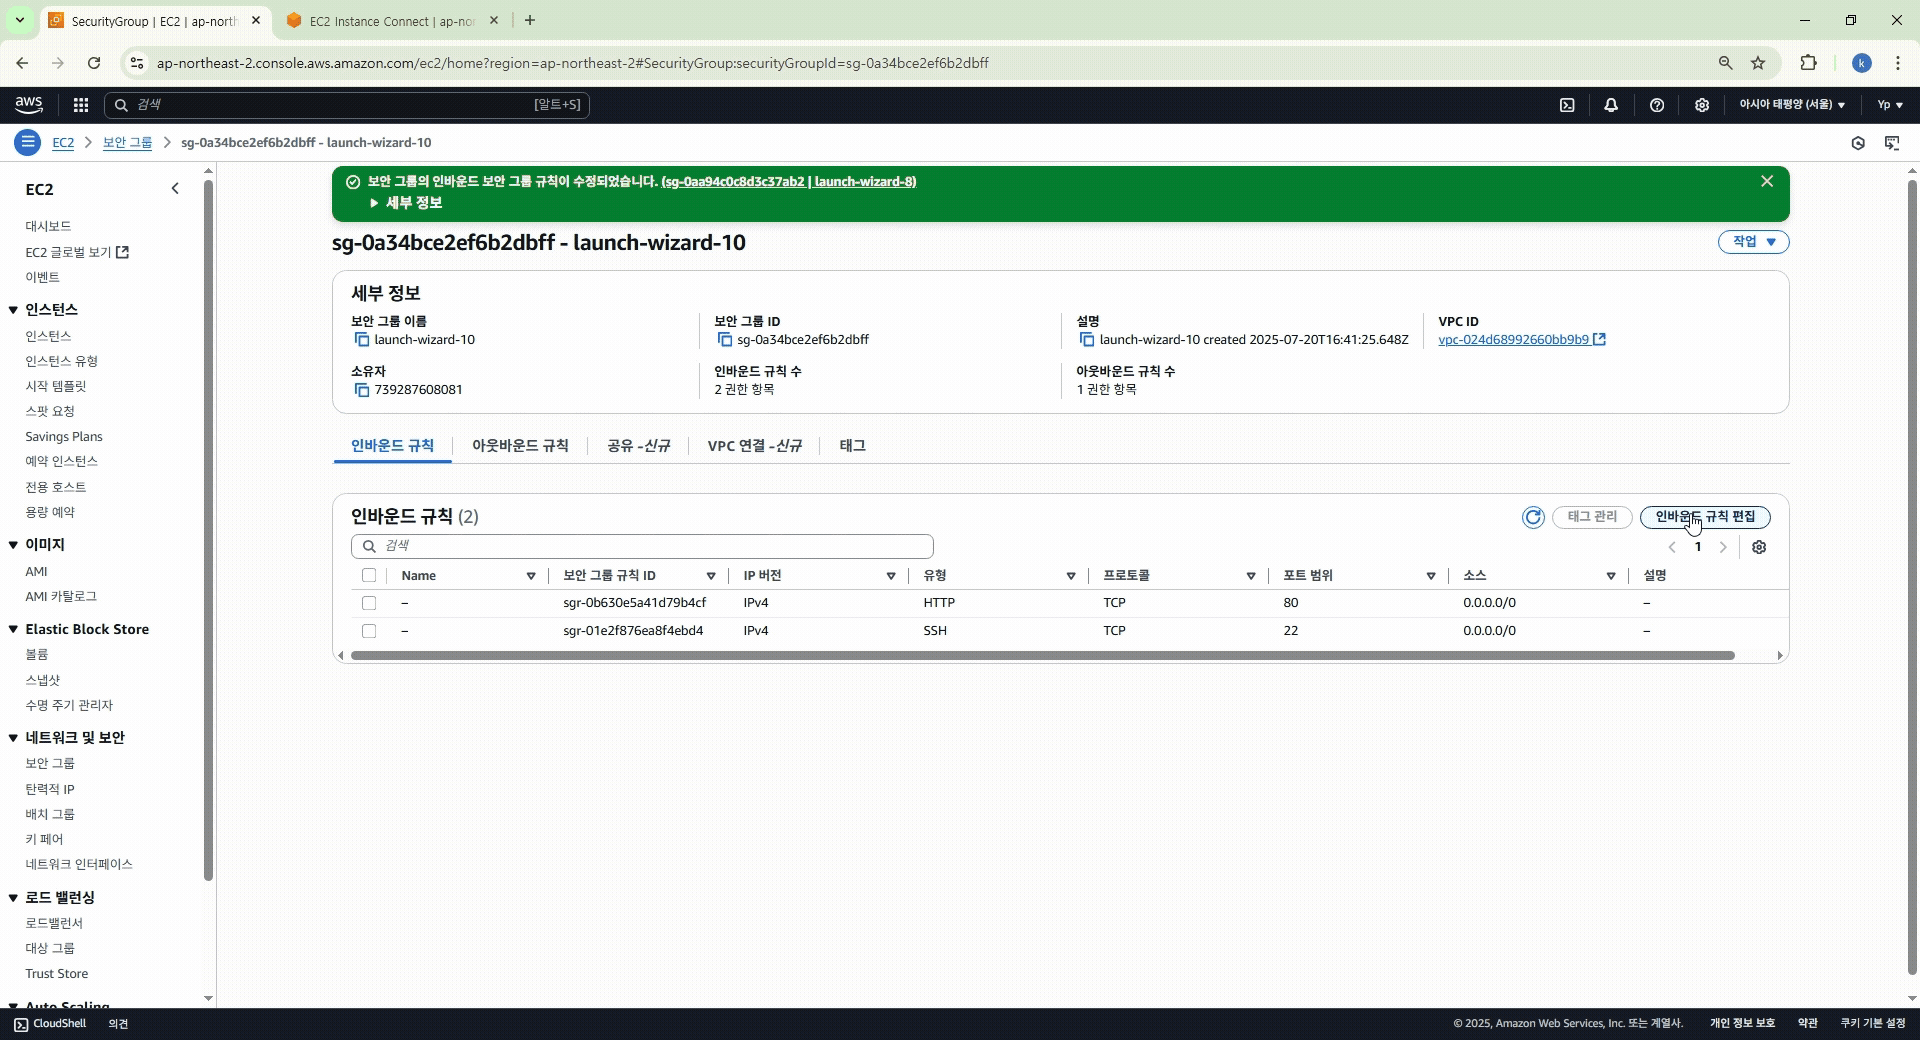 SecurityGroup | EC2 | ap-north
EC2 Instance Connect | ap-no
ap-northeast-2.console.aws.amazon.com/ec2/home?region=ap-northeast-2#SecurityGroup:securityGroupId=sg-0a34bce2ef6b2dbff
k
aws
검색
[알트+S]
아시아 태평양 (서울)
Yp
EC2
보안 그룹
sg-0a34bce2ef6b2dbff - launch-wizard-10
EC2
대시보드
EC2 글로벌 보기
이벤트
인스턴스
인스턴스
인스턴스 유형
시작 템플릿
스팟 요청
Savings Plans
예약 인스턴스
전용 호스트
용량 예약
이미지
AMI
AMI 카탈로그
Elastic Block Store
볼륨
스냅샷
수명 주기 관리자
네트워크 및 보안
보안 그룹
탄력적 IP
배치 그룹
키 페어
네트워크 인터페이스
로드 밸런싱
로드밸런서
대상 그룹
Trust Store
Auto Scaling
보안 그룹의 인바운드 보안 그룹 규칙이 수정되었습니다. (sg-0aa94c0c8d3c37ab2 | launch-wizard-8)
세부 정보
sg-0a34bce2ef6b2dbff - launch-wizard-10
작업
세부 정보
보안 그룹 이름
launch-wizard-10
보안 그룹 ID
sg-0a34bce2ef6b2dbff
설명
launch-wizard-10 created 2025-07-20T16:41:25.648Z
VPC ID
vpc-024d68992660bb9b9
소유자
739287608081
인바운드 규칙 수
2 권한 항목
아웃바운드 규칙 수
1 권한 항목
인바운드 규칙
아웃바운드 규칙
공유 -신규
VPC 연결 -신규
태그
인바운드 규칙 (2)
태그 관리
인바운드 규칙 편집
검색
1
Name
보안 그룹 규칙 ID
IP 버전
유형
프로토콜
포트 범위
소스
설명
– sgr-0b630e5a41d79b4cf IPv4 HTTP TCP 80 0.0.0.0/0 –
– sgr-01e2f876ea8f4ebd4 IPv4 SSH TCP 22 0.0.0.0/0 –
CloudShell
의견
© 2025, Amazon Web Services, Inc. 또는 계열사.
개인 정보 보호
약관
쿠키 기본 설정